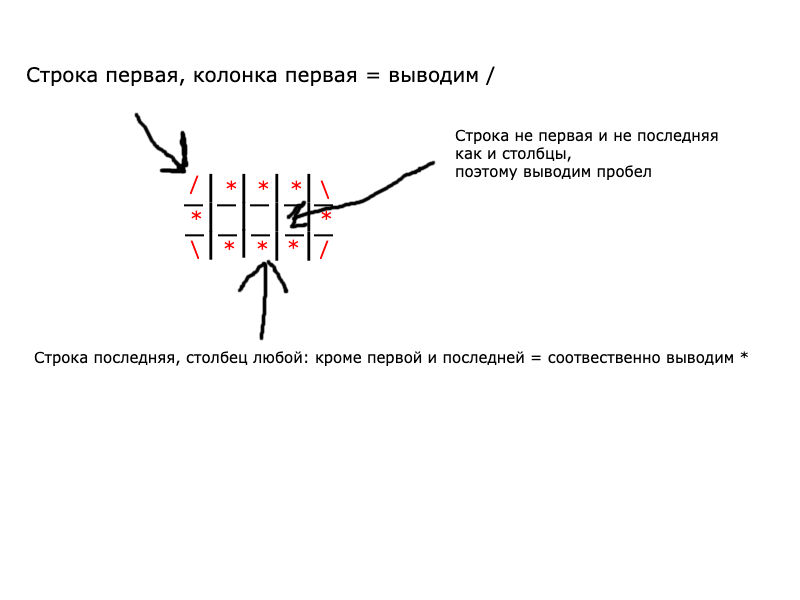 Строка первая, колонка первая = выводим /
Строка не первая и не последняя
как и столбцы,
поэтому выводим пробел
/ * * * \
* *
\ * * * /
Строка последняя, столбец любой: кроме первой и последней = соотвественно выводим *